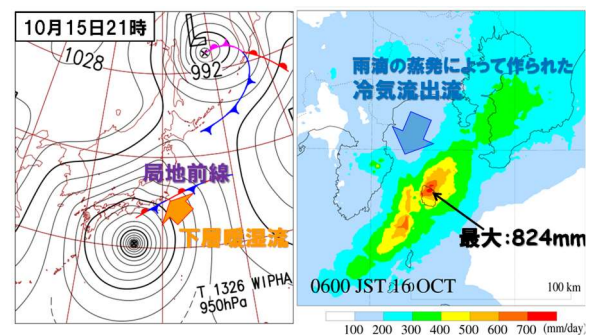 10月15日21時
1028
L
992
局地前線
下層暖湿流
T 1326 WIPHA
950hPa
雨滴の蒸発によって作られた
冷気流出流
最大:824mm
0600 JST 16 OCT
100 km
100 200 300 400 500 600 700 (mm/day)